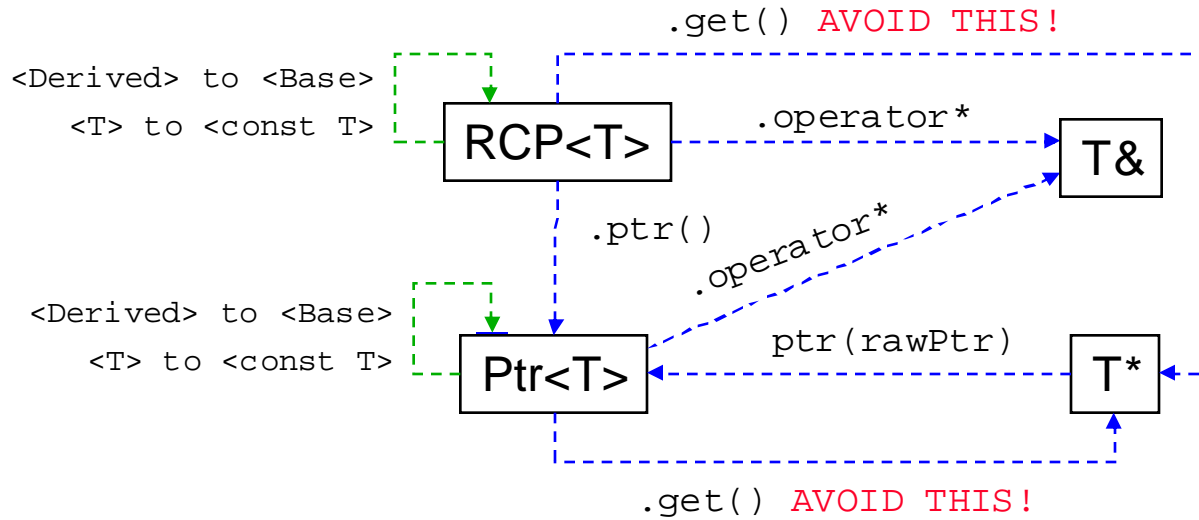 .get() AVOID THIS!
<Derived> to <Base>
<T> to <const T>
RCP<T>
.operator*
T&
.ptr()
.operator*
<Derived> to <Base>
<T> to <const T>
Ptr<T>
ptr(rawPtr)
T*
.get() AVOID THIS!